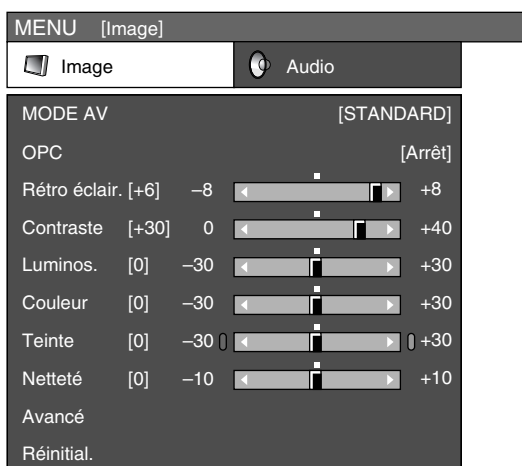 MENU [Image]
Image Audio
MODE AV [STANDARD]
OPC [Arrêt]
Rétro éclair. [+6] –8 +8
Contraste [+30] 0 +40
Luminos. [0] –30 +30
Couleur [0] –30 +30
Teinte [0] –30 +30
Netteté [0] –10 +10
Avancé
Réinitial.